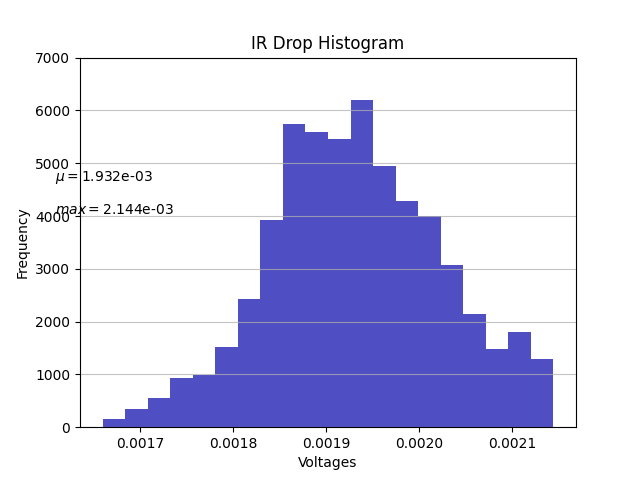 IR Drop Histogram
7000
6000
5000
μ = 1.932e-03
max = 2.144e-03
4000
Frequency
3000
2000
1000
0
0.0017 0.0018 0.0019 0.0020 0.0021
Voltages